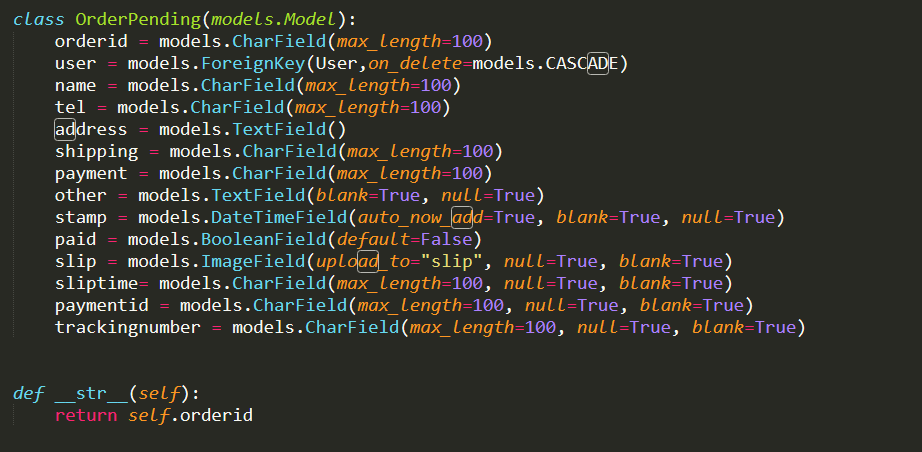 class OrderPending(models.Model):
    orderid = models.CharField(max_length=100)
    user = models.ForeignKey(User,on_delete=models.CASCADE)
    name = models.CharField(max_length=100)
    tel = models.CharField(max_length=100)
    address = models.TextField()
    shipping = models.CharField(max_length=100)
    payment = models.CharField(max_length=100)
    other = models.TextField(blank=True, null=True)
    stamp = models.DateTimeField(auto_now_add=True, blank=True, null=True)
    paid = models.BooleanField(default=False)
    slip = models.ImageField(upload_to="slip", null=True, blank=True)
    sliptime= models.CharField(max_length=100, null=True, blank=True)
    paymentid = models.CharField(max_length=100, null=True, blank=True)
    trackingnumber = models.CharField(max_length=100, null=True, blank=True)
def __str__(self):
    return self.orderid